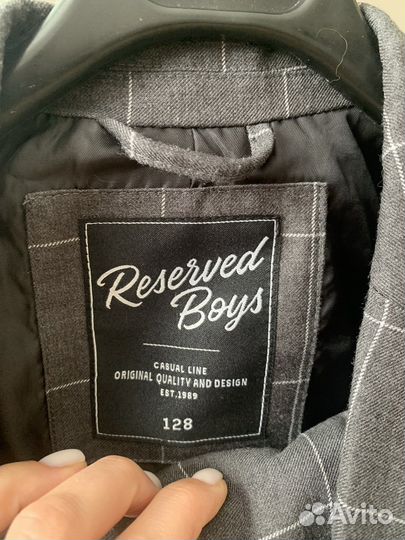 Reserved
Boys
CASUAL LINE
ORIGINAL QUALITY AND DESIGN
EST.1989
128
Avito